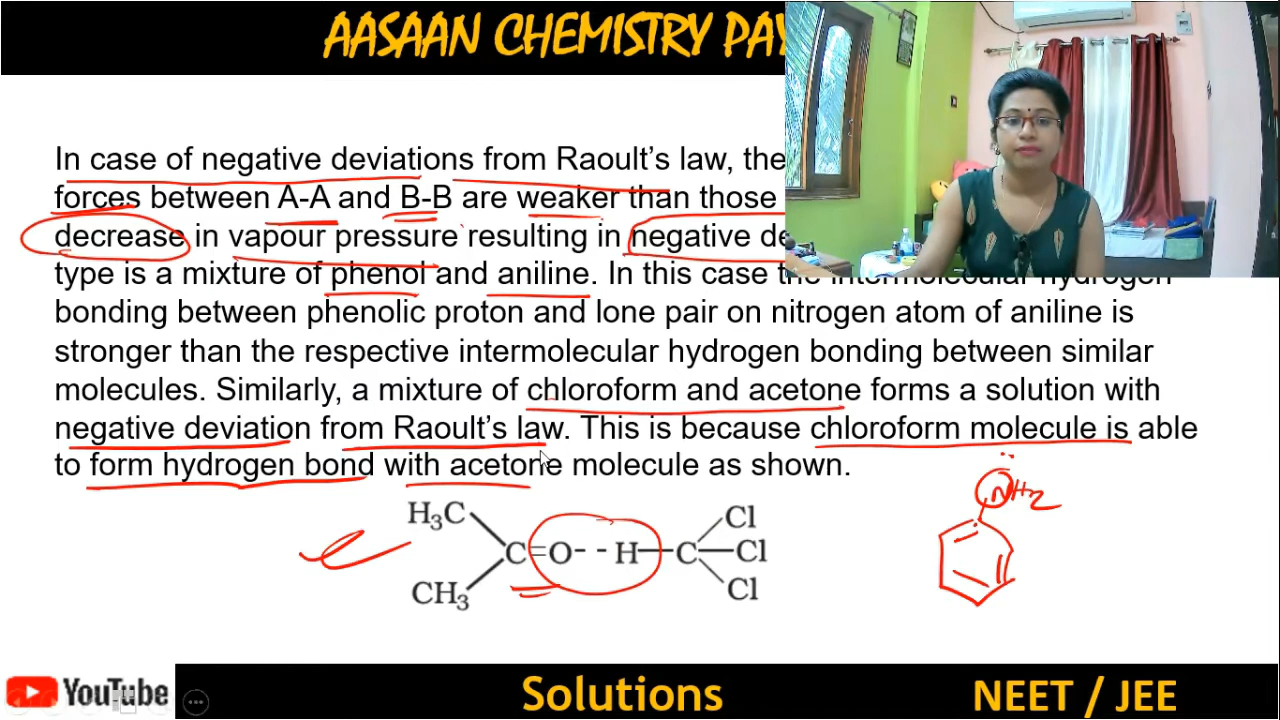 AASAAN CHEMISTRY PAY
In case of negative deviations from Raoult’s law, the
forces between A-A and B-B are weaker than those
decrease in vapour pressure resulting in negative de
type is a mixture of phenol and aniline. In this case the intermolecular hydrogen
bonding between phenolic proton and lone pair on nitrogen atom of aniline is
stronger than the respective intermolecular hydrogen bonding between similar
molecules. Similarly, a mixture of chloroform and acetone forms a solution with
negative deviation from Raoult’s law. This is because chloroform molecule is able
to form hydrogen bond with acetone molecule as shown.
NH2
H₃C
Cl
C=O---H—C—Cl
CH₃
Cl
YouTube
Solutions
NEET / JEE